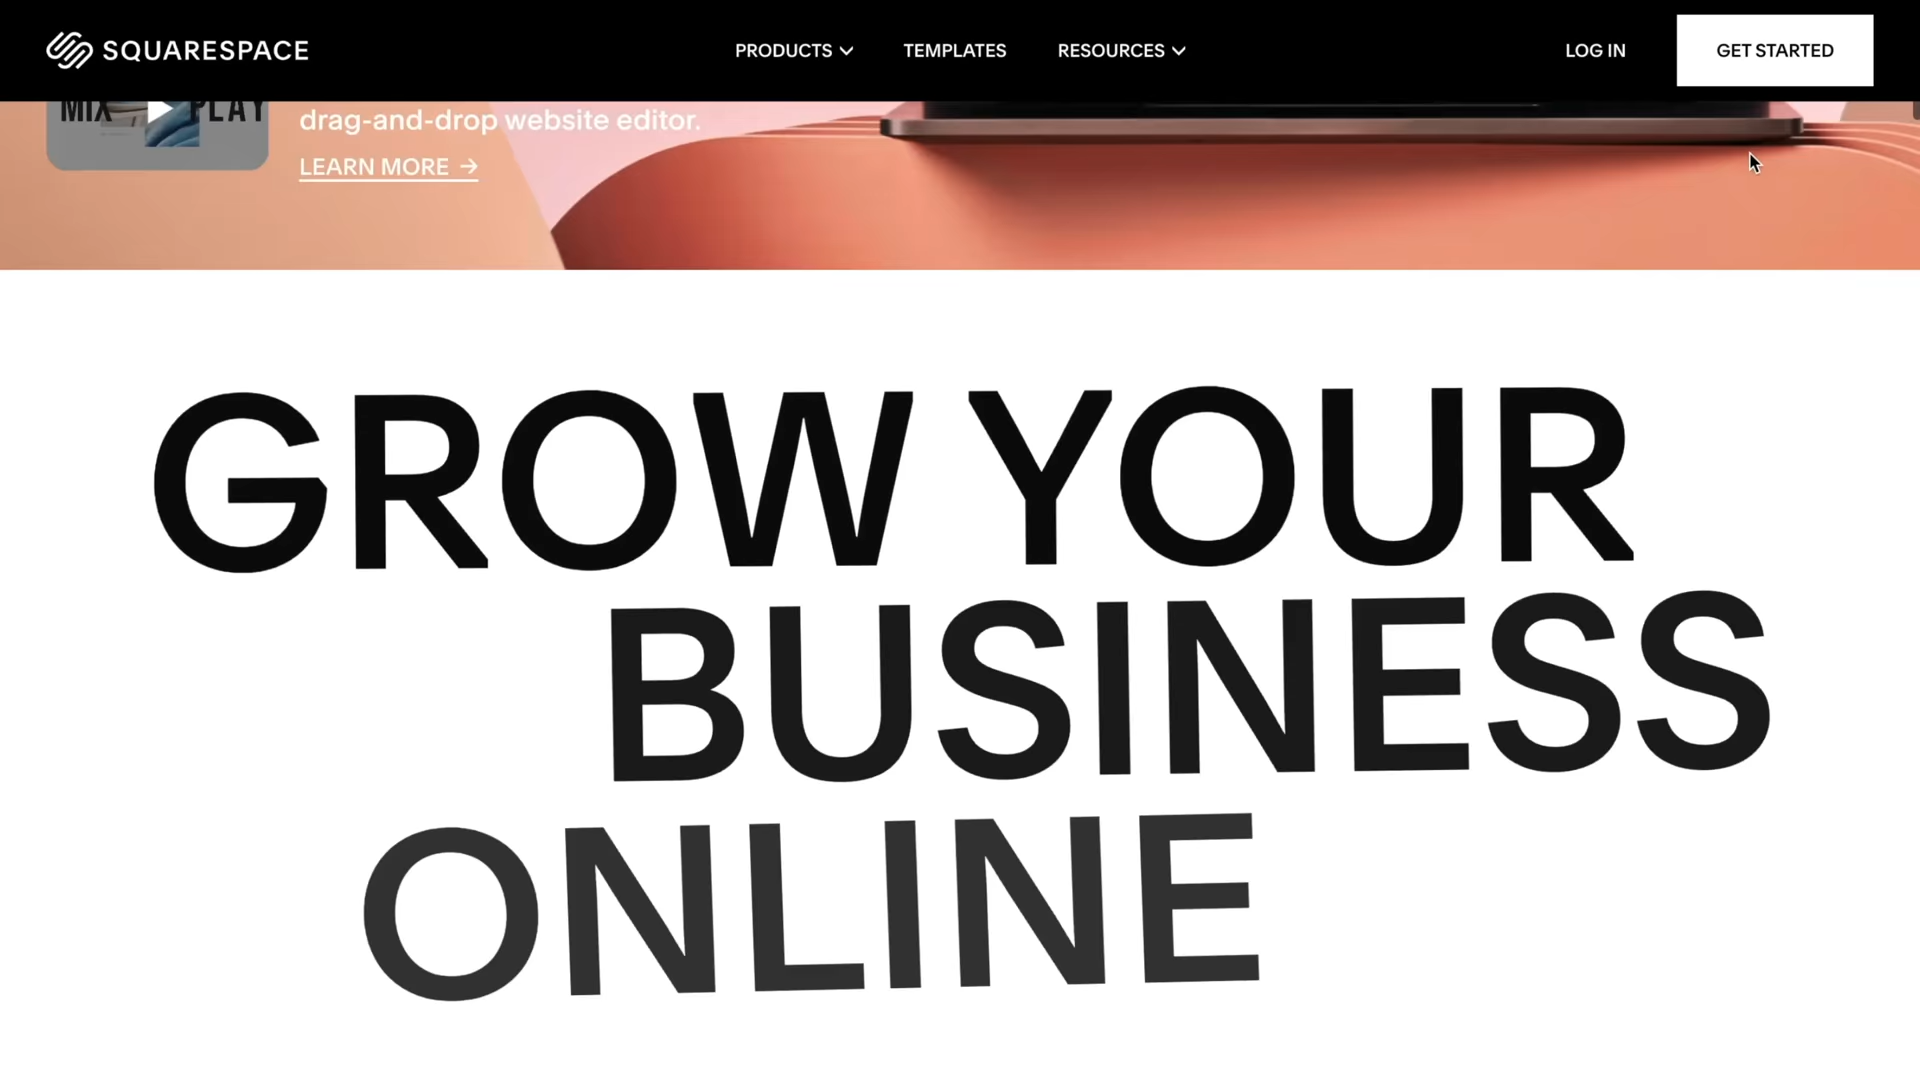 SQUARESPACE
PRODUCTS
TEMPLATES
RESOURCES
LOG IN
GET STARTED
MIX PLAY
drag-and-drop website editor.
LEARN MORE →
GROW YOUR
BUSINESS
ONLINE